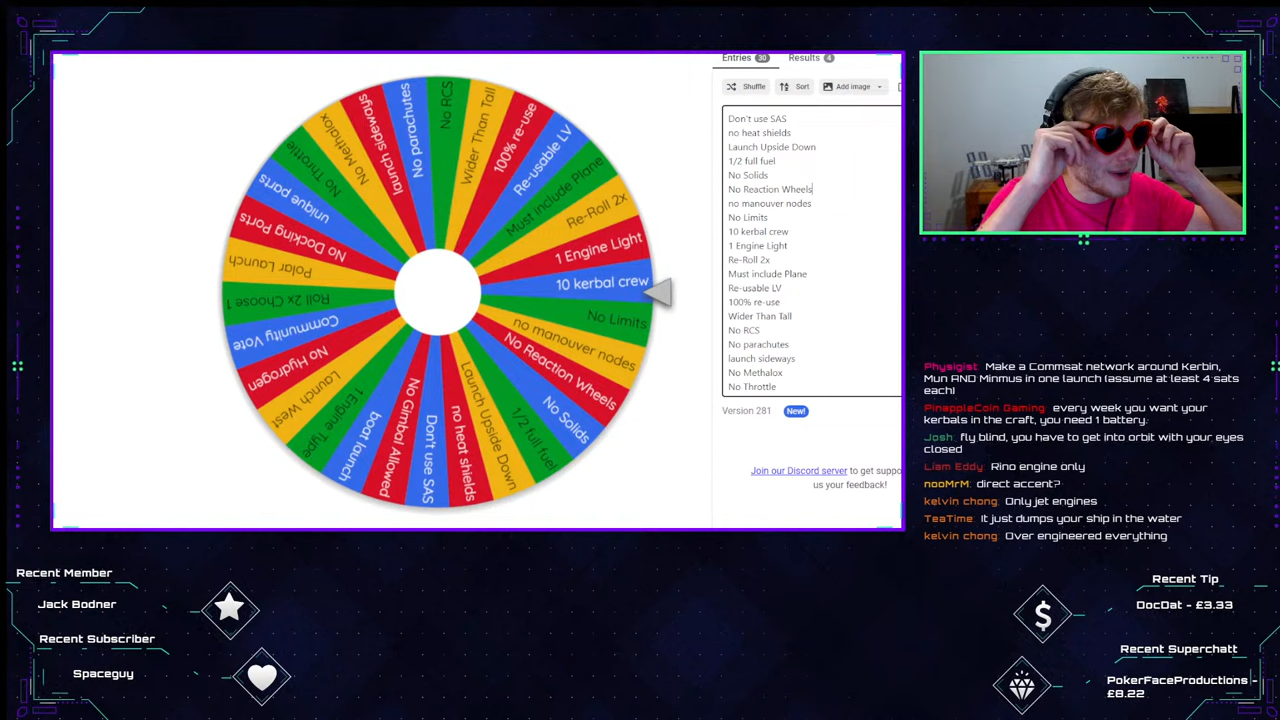 No RCS
Wider Than Tall
100% re-use
Re-usable LV
Must include Plane
Re-Roll 2x
1 Engine Light
10 kerbal crew
No Limits
no manouver nodes
No Reaction Wheels
No Solids
1/2 full fuel
Launch Upside Down
no heat shields
Don't use SAS
No Gimbal Allowed
boat launch
1 Engine Type
Launch West
No Hydrogen
Community Vote
Roll 2x Choose 1
Polar Launch
No Docking Ports
unique parts
No Throttle
No Methalox
launch sideways
No parachutes
Entries 30 Results 4
Shuffle Sort Add image
Don't use SAS
no heat shields
Launch Upside Down
1/2 full fuel
No Solids
No Reaction Wheels
no manouver nodes
No Limits
10 kerbal crew
1 Engine Light
Re-Roll 2x
Must include Plane
Re-usable LV
100% re-use
Wider Than Tall
No RCS
No parachutes
launch sideways
No Methalox
No Throttle
Version 281 New!
Join our Discord server to get suppo
us your feedback!
Physigist Make a Commsat network around Kerbin,
Mun AND Minmus in one launch (assume at least 4 sats
each)
PinappleCoin Gaming every week you want your
kerbals in the craft, you need 1 battery.
Josh fly blind, you have to get into orbit with your eyes
closed
Liam Eddy Rino engine only
nooMrM: direct accent?
kelvin chong: Only jet engines
TeaTime: It just dumps your ship in the water
kelvin chong: Over engineered everything
Recent Member
Jack Bodner
Recent Subscriber
Spaceguy
Recent Tip
DocDat - £3.33
Recent Superchatt
PokerFaceProductions -
£8.22